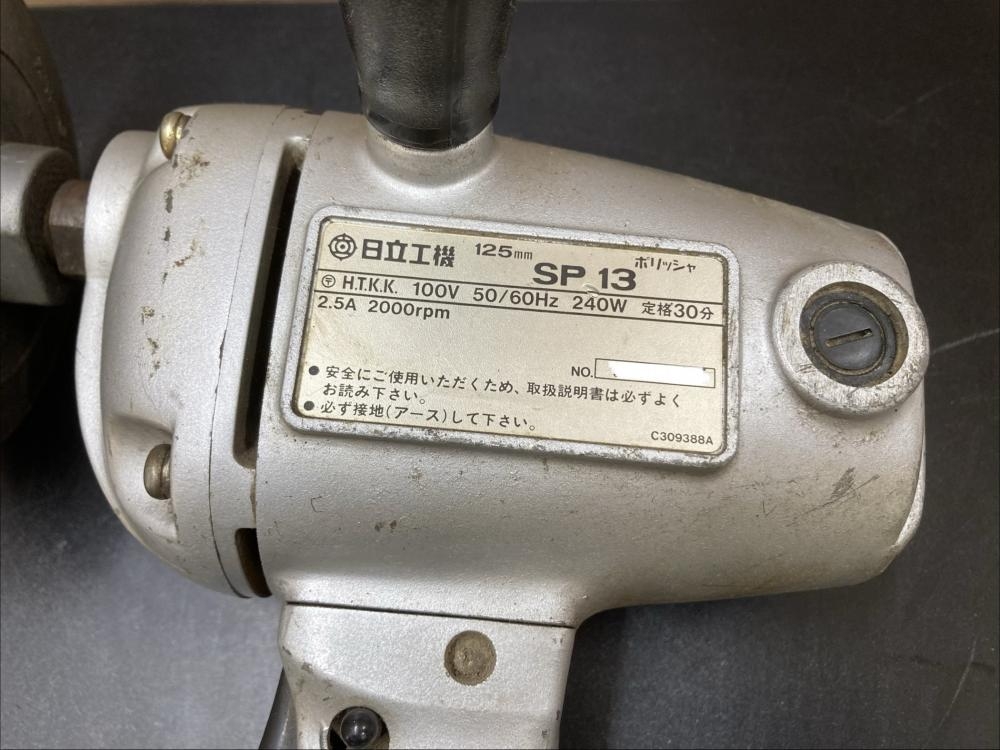 日立工機 125mm SP 13 ポリッシャ
〒 H.T.K.K. 100V 50/60Hz 240W 定格30分
2.5A 2000rpm
NO.
● 安全にご使用いただくため、取扱説明書は必ずよく
お読み下さい。
● 必ず接地(アース)して下さい。
C309388A